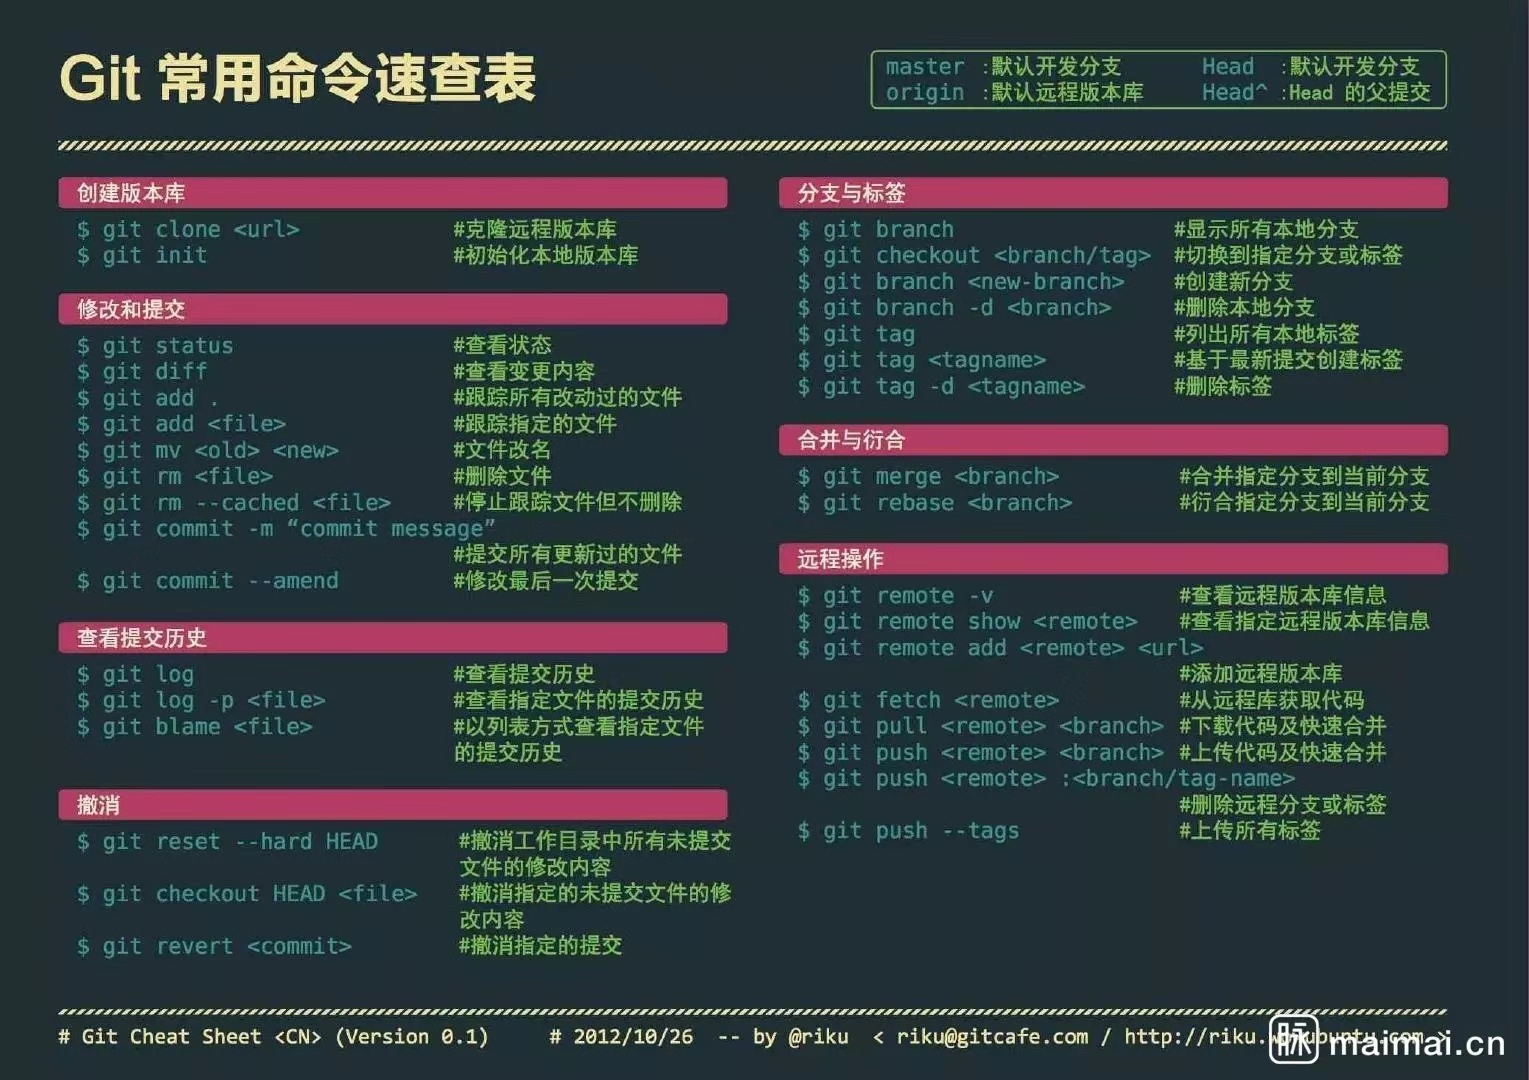 Git 常用命令速查表
master :默认开发分支 Head :默认开发分支
origin :默认远程版本库 Head^ :Head 的父提交
创建版本库
$ git clone <url> #克隆远程版本库
$ git init #初始化本地版本库
修改和提交
$ git status #查看状态
$ git diff #查看变更内容
$ git add . #跟踪所有改动过的文件
$ git add <file> #跟踪指定的文件
$ git mv <old> <new> #文件改名
$ git rm <file> #删除文件
$ git rm --cached <file> #停止跟踪文件但不删除
$ git commit -m “commit message”
#提交所有更新过的文件
$ git commit --amend #修改最后一次提交
查看提交历史
$ git log #查看提交历史
$ git log -p <file> #查看指定文件的提交历史
$ git blame <file> #以列表方式查看指定文件
的提交历史
撤消
$ git reset --hard HEAD #撤消工作目录中所有未提交
文件的修改内容
$ git checkout HEAD <file> #撤消指定的未提交文件的修
改内容
$ git revert <commit> #撤消指定的提交
分支与标签
$ git branch #显示所有本地分支
$ git checkout <branch/tag> #切换到指定分支或标签
$ git branch <new-branch> #创建新分支
$ git branch -d <branch> #删除本地分支
$ git tag #列出所有本地标签
$ git tag <tagname> #基于最新提交创建标签
$ git tag -d <tagname> #删除标签
合并与衍合
$ git merge <branch> #合并指定分支到当前分支
$ git rebase <branch> #衍合指定分支到当前分支
远程操作
$ git remote -v #查看远程版本库信息
$ git remote show <remote> #查看指定远程版本库信息
$ git remote add <remote> <url>
#添加远程版本库
$ git fetch <remote> #从远程库获取代码
$ git pull <remote> <branch> #下载代码及快速合并
$ git push <remote> <branch> #上传代码及快速合并
$ git push <remote> :<branch/tag-name>
#删除远程分支或标签
$ git push --tags #上传所有标签
# Git Cheat Sheet <CN> (Version 0.1) # 2012/10/26 -- by @riku < riku@gitcafe.com / http://riku.
脉 maimai.cn